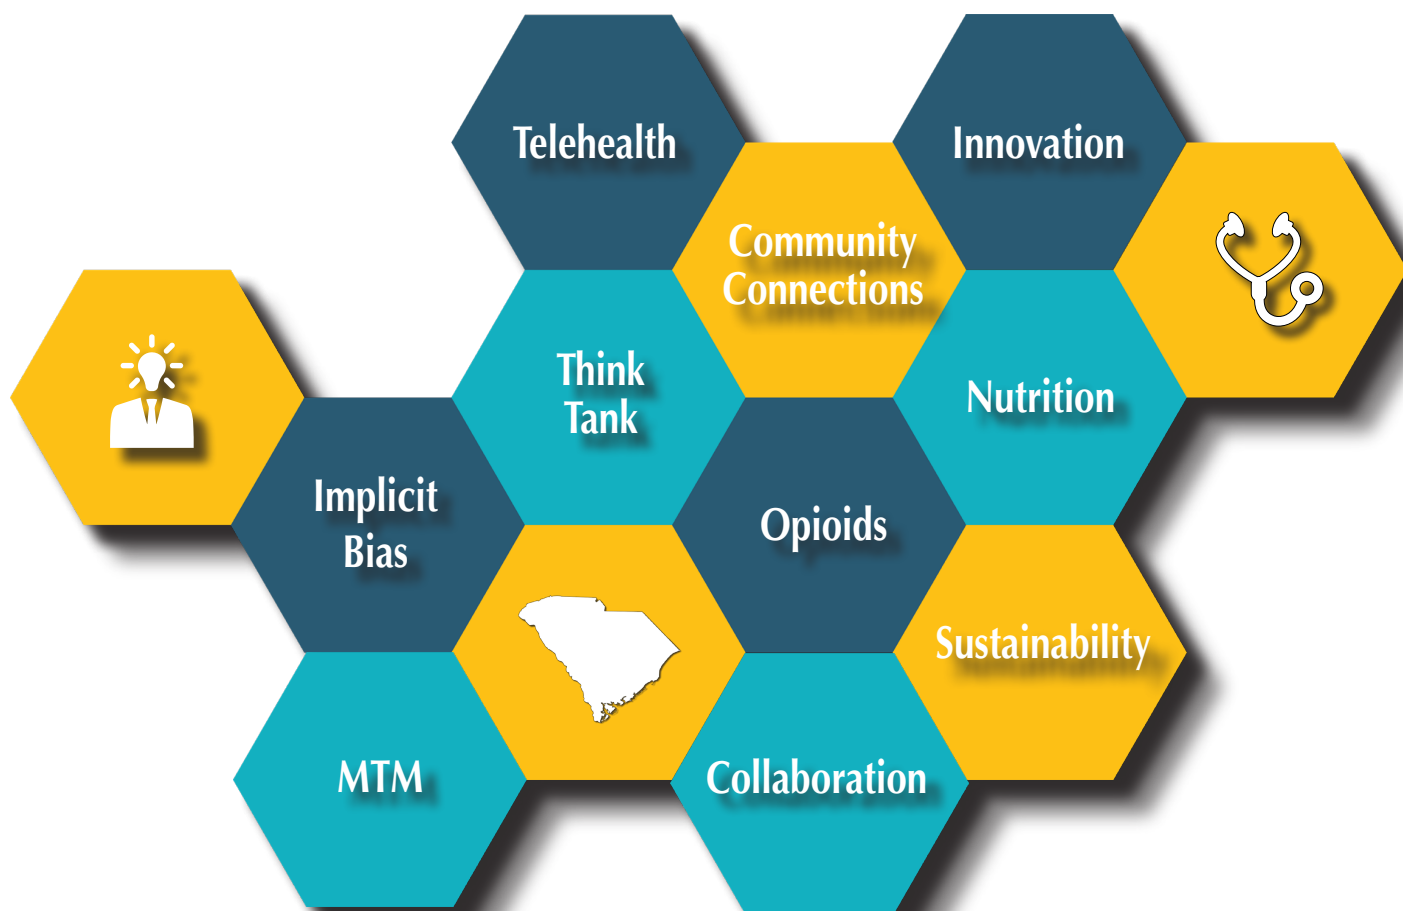 Telehealth
Innovation
Community
Connections
Think
Tank
Nutrition
Implicit
Bias
Opioids
Sustainability
MTM
Collaboration